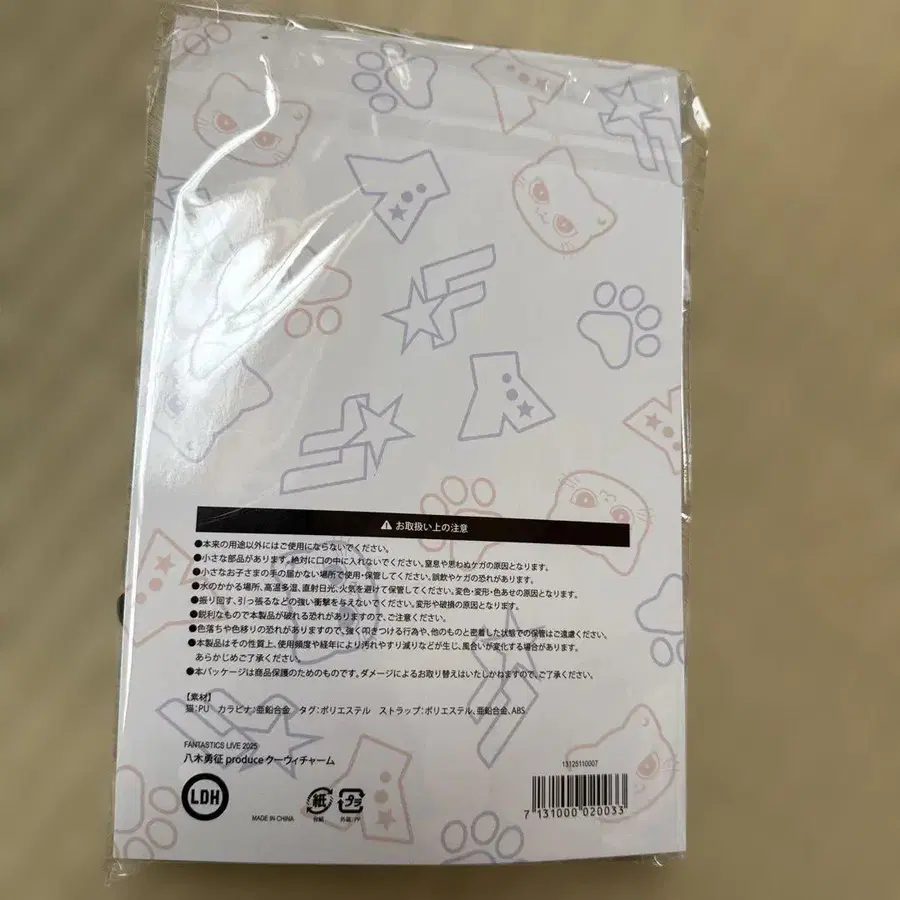 ⚠ お取扱い上の注意
●本来の用途以外にはご使用にならないでください。
●小さな部品があります。絶対に口の中に入れないでください。窒息や思わぬケガの原因となります。
●小さなお子さまの手の届かない場所で使用・保管してください。誤飲やケガの恐れがあります。
●水のかかる場所、高温多湿、直射日光、火気を避けて保管してください。変色・変形・色あせの原因となります。
●振り回す、引っ張るなどの強い衝撃を与えないでください。変形や破損の原因となります。
●鋭利なもので本製品が破れる恐れがありますので、ご注意ください。
●色落ちや色移りの恐れがありますので、強く叩きつける行為や、他のものと密着した状態での保管はご遠慮ください。
●本製品はその性質上、使用頻度や経年により汚れやすり減りなどが生じ、風合いが変化する場合があります。
あらかじめご了承ください。
●本パッケージは商品保護のためのものです。ダメージによるお取り替えはいたしかねますので、ご了承ください。
【素材】
猫:PU カラビナ:亜鉛合金 タグ:ポリエステル ストラップ:ポリエステル、亜鉛合金、ABS
FANTASTICS LIVE 2025
八木勇征 produce クーヴィチャーム
13125110007
LDH
MADE IN CHINA
紙
プラ
台紙
外装:PP
7 131000 020033